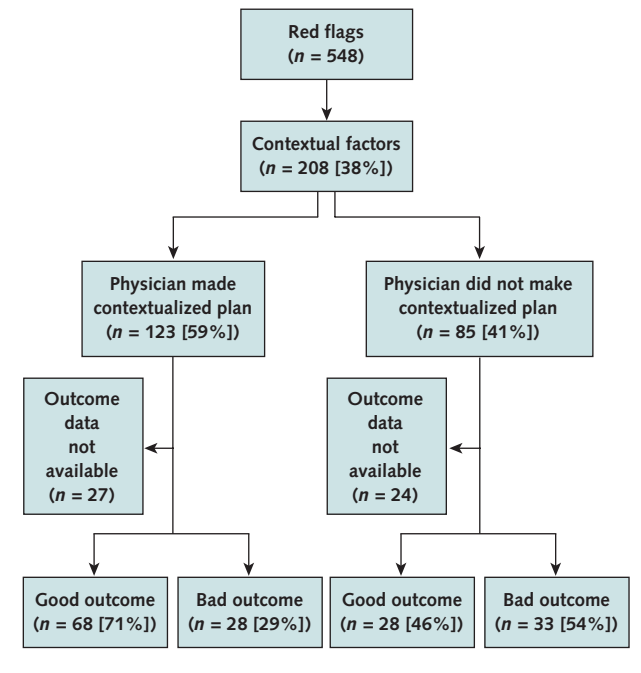 Red flags
(n = 548)
Contextual factors
(n = 208 [38%])
Physician made
contextualized plan
(n = 123 [59%])
Physician did not make
contextualized plan
(n = 85 [41%])
Outcome
data
not
available
(n = 27)
Outcome
data
not
available
(n = 24)
Good outcome
(n = 68 [71%])
Bad outcome
(n = 28 [29%])
Good outcome
(n = 28 [46%])
Bad outcome
(n = 33 [54%])